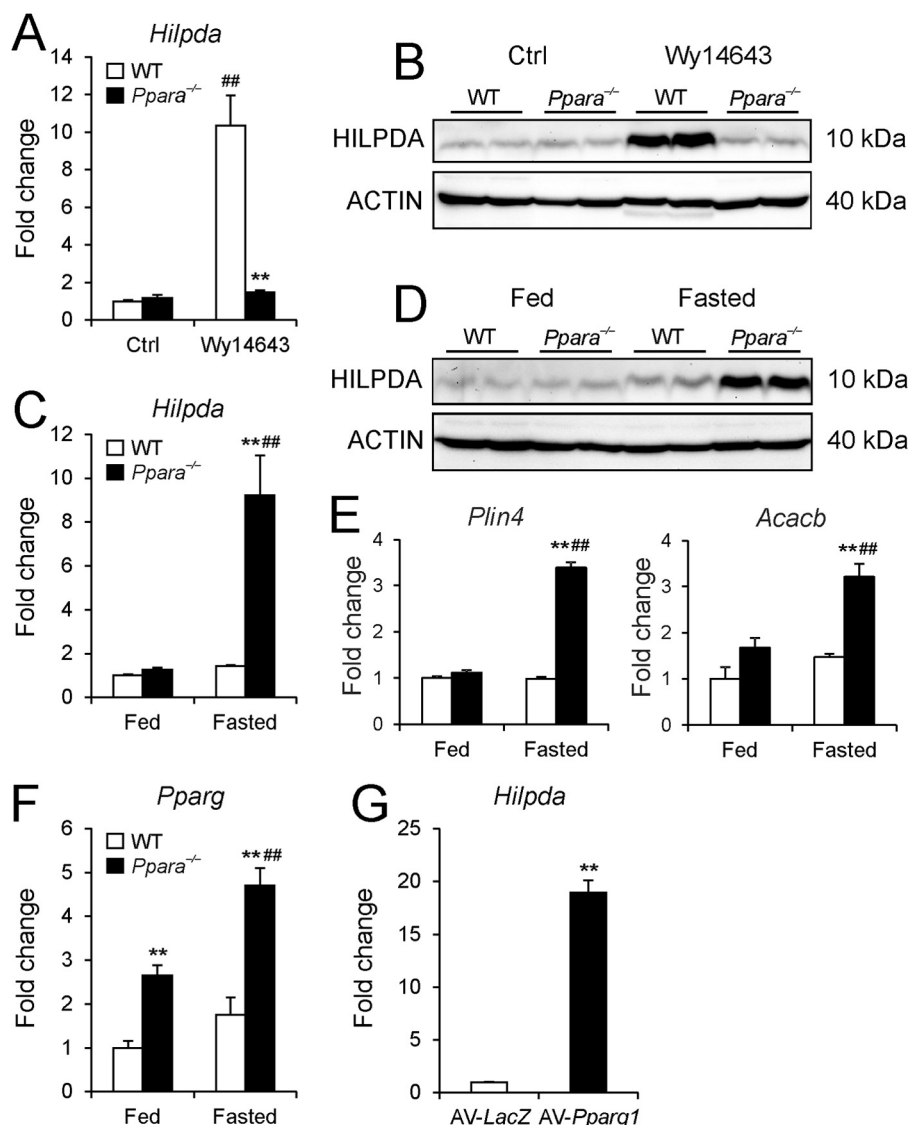 A
Hilpda
WT
Ppara–/–
Fold change
14
12
10
8
6
4
2
0
##
**
Ctrl
Wy14643
B
Ctrl
Wy14643
WT
Ppara–/–
WT
Ppara–/–
HILPDA
10 kDa
ACTIN
40 kDa
C
Hilpda
WT
Ppara–/–
Fold change
12
10
8
6
4
2
0
**##
Fed
Fasted
D
Fed
Fasted
WT
Ppara–/–
WT
Ppara–/–
HILPDA
10 kDa
ACTIN
40 kDa
E
Plin4
Fold change
4
3
2
1
0
**##
Fed
Fasted
Acacb
Fold change
4
3
2
1
0
**##
Fed
Fasted
F
Pparg
WT
Ppara–/–
Fold change
6
5
4
3
2
1
0
**
**##
Fed
Fasted
G
Hilpda
Fold change
25
20
15
10
5
0
**
AV-LacZ
AV-Pparg1